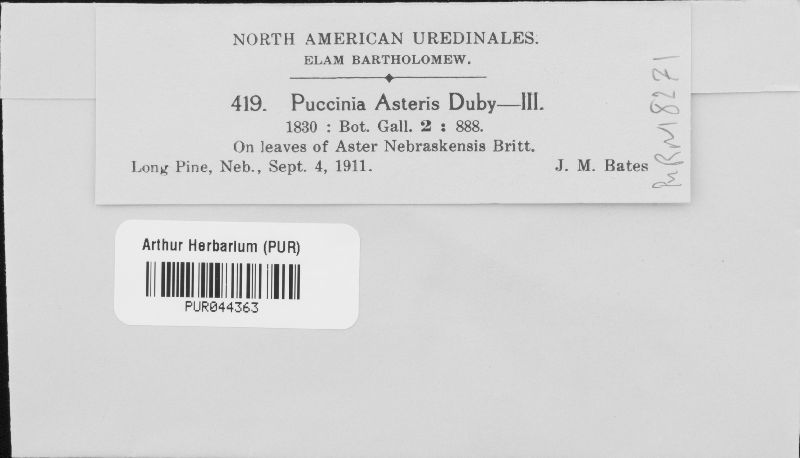 NORTH AMERICAN UREDINALES.
ELAM BARTHOLOMEW.
419. Puccinia Asteris Duby—III.
1830 : Bot. Gall. 2 : 888.
On leaves of Aster Nebraskensis Britt.
Long Pine, Neb., Sept. 4, 1911. J. M. Bates
Arthur Herbarium (PUR)
PUR044363